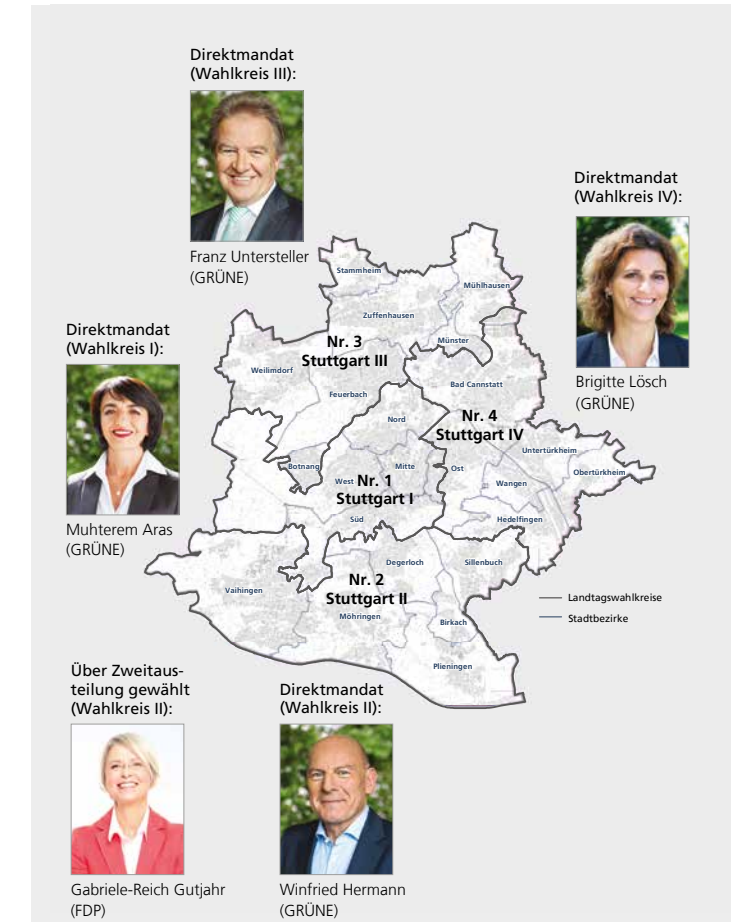 Direktmandat
(Wahlkreis III):
Franz Untersteller
(GRÜNE)
Direktmandat
(Wahlkreis IV):
Brigitte Lösch
(GRÜNE)
Direktmandat
(Wahlkreis I):
Muhterem Aras
(GRÜNE)
Stammheim
Mühlhausen
Zuffenhausen
Münster
Nr. 3
Stuttgart III
Weilimdorf
Feuerbach
Bad Cannstatt
Nord
Nr. 4
Stuttgart IV
Untertürkheim
Botnang
Mitte
Ost
Obertürkheim
West
Nr. 1
Stuttgart I
Wangen
Süd
Hedelfingen
Degerloch
Sillenbuch
Vaihingen
Nr. 2
Stuttgart II
Möhringen
Birkach
Plieningen
Landtagswahlkreise
Stadtbezirke
Über Zweitaus-
teilung gewählt
(Wahlkreis II):
Gabriele-Reich Gutjahr
(FDP)
Direktmandat
(Wahlkreis II):
Winfried Hermann
(GRÜNE)